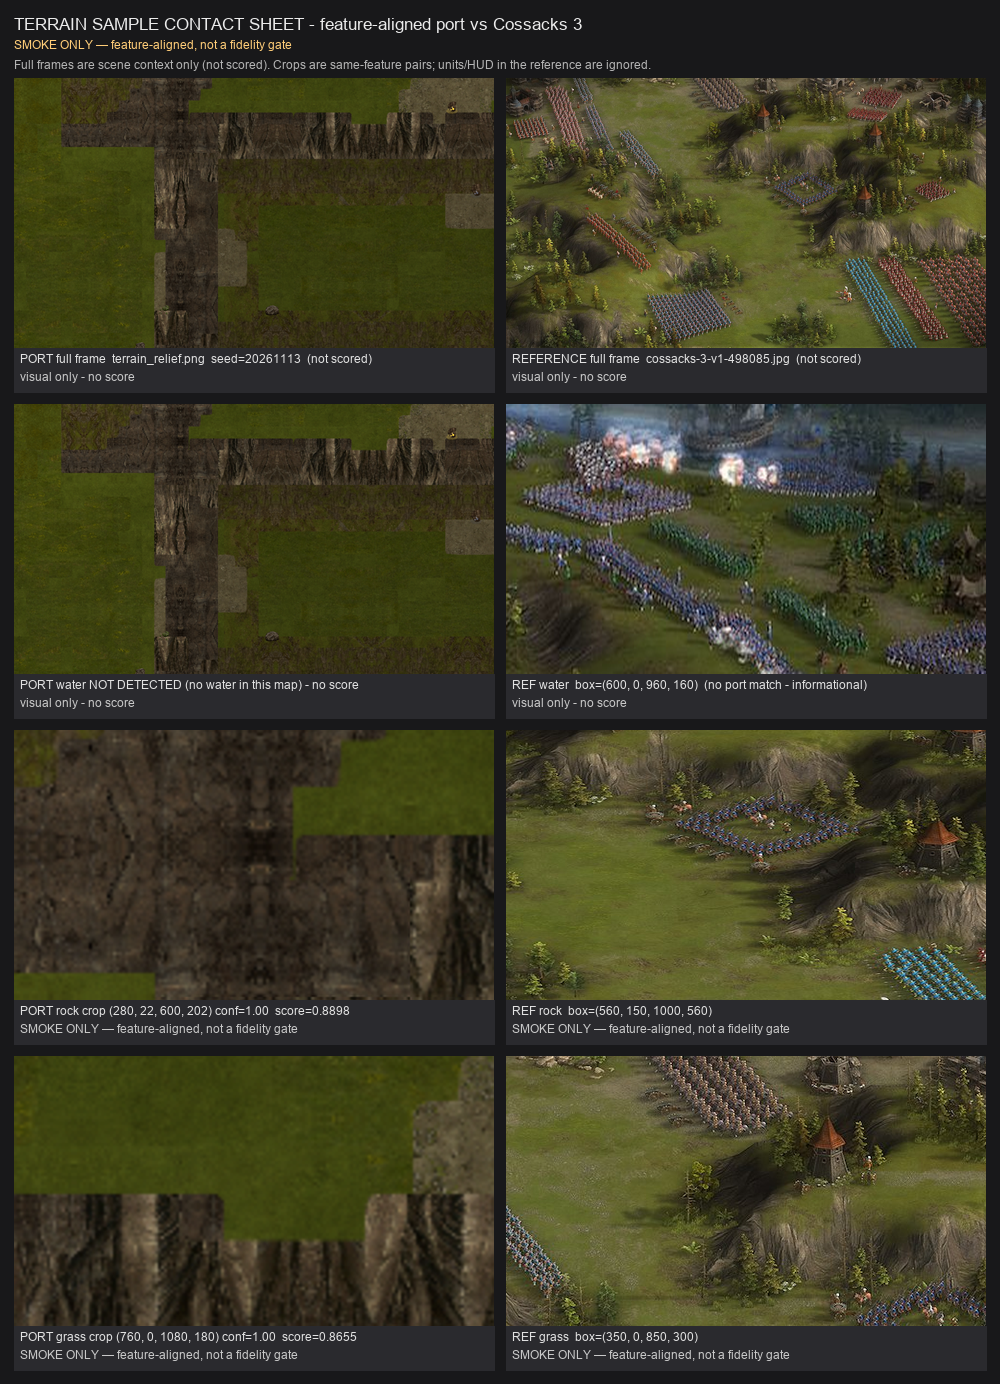 TERRAIN SAMPLE CONTACT SHEET - feature-aligned port vs Cossacks 3
SMOKE ONLY — feature-aligned, not a fidelity gate
Full frames are scene context only (not scored). Crops are same-feature pairs; units/HUD in the reference are ignored.
PORT full frame  terrain_relief.png  seed=20261113  (not scored)
visual only - no score
REFERENCE full frame  cossacks-3-v1-498085.jpg  (not scored)
visual only - no score
PORT water NOT DETECTED (no water in this map) - no score
visual only - no score
REF water  box=(600, 0, 960, 160)  (no port match - informational)
visual only - no score
PORT rock crop (280, 22, 600, 202) conf=1.00  score=0.8898
SMOKE ONLY — feature-aligned, not a fidelity gate
REF rock  box=(560, 150, 1000, 560)
SMOKE ONLY — feature-aligned, not a fidelity gate
PORT grass crop (760, 0, 1080, 180) conf=1.00  score=0.8655
SMOKE ONLY — feature-aligned, not a fidelity gate
REF grass  box=(350, 0, 850, 300)
SMOKE ONLY — feature-aligned, not a fidelity gate